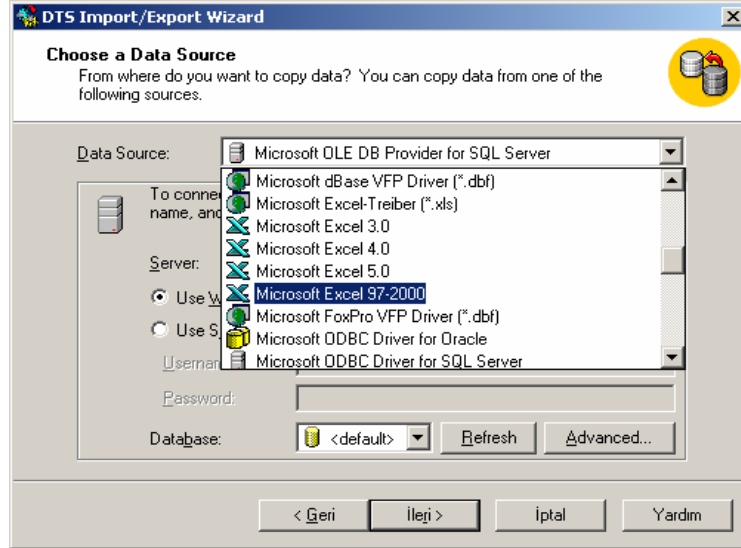 DTS Import/Export Wizard
Choose a Data Source
From where do you want to copy data? You can copy data from one of the
following sources.
Data Source: Microsoft OLE DB Provider for SQL Server
Microsoft dBase VFP Driver (*.dbf)
To conne
Microsoft Excel-Treiber (*.xls)
name, and
Microsoft Excel 3.0
Microsoft Excel 4.0
Server: Microsoft Excel 5.0
Use W Microsoft Excel 97-2000
Microsoft FoxPro VFP Driver (*.dbf)
Use S Microsoft ODBC Driver for Oracle
Usernam Microsoft ODBC Driver for SQL Server
Password:
Database: <default> Refresh Advanced...
< Geri İleri > İptal Yardım